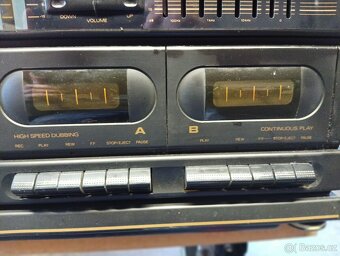 DOWN VOLUME UP
HIGH SPEED DUBBING A
B CONTINUOUS PLAY
REC PLAY REW FF STOP/EJECT PAUSE
PLAY REW FF STOP/EJECT PAUSE
Bazos.cz